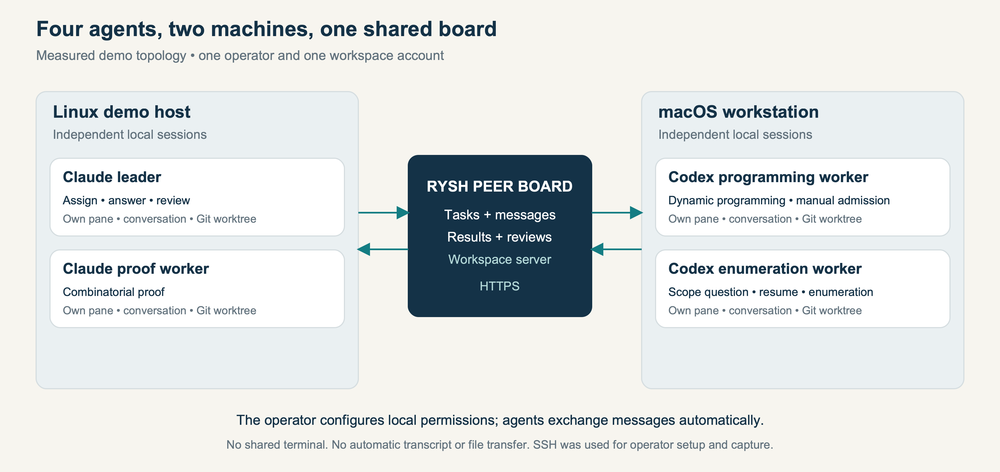 Four agents, two machines, one shared board
Measured demo topology • one operator and one workspace account
Linux demo host
Independent local sessions
Claude leader
Assign • answer • review
Own pane • conversation • Git worktree
Claude proof worker
Combinatorial proof
Own pane • conversation • Git worktree
RYSH PEER BOARD
Tasks + messages
Results + reviews
Workspace server
HTTPS
macOS workstation
Independent local sessions
Codex programming worker
Dynamic programming • manual admission
Own pane • conversation • Git worktree
Codex enumeration worker
Scope question • resume • enumeration
Own pane • conversation • Git worktree
The operator configures local permissions; agents exchange messages automatically.
No shared terminal. No automatic transcript or file transfer. SSH was used for operator setup and capture.